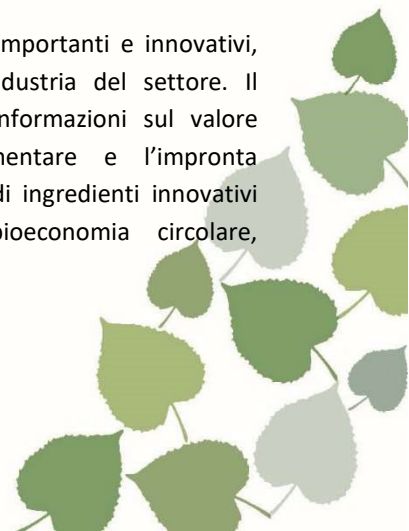 importanti e innovativi,
industria del settore. Il
informazioni sul valore
mentare e l’impronta
di ingredienti innovativi
bioeconomia circolare,